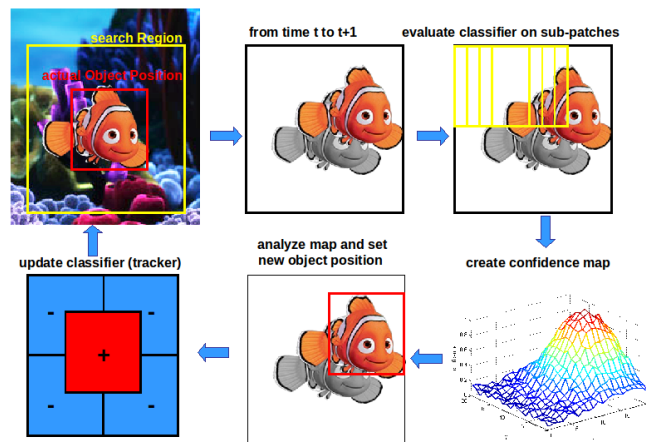 search Region
actual Object Position
from time t to t+1
evaluate classifier on sub-patches
update classifier (tracker)
analyze map and set
new object position
create confidence map
-
-
+
-
-